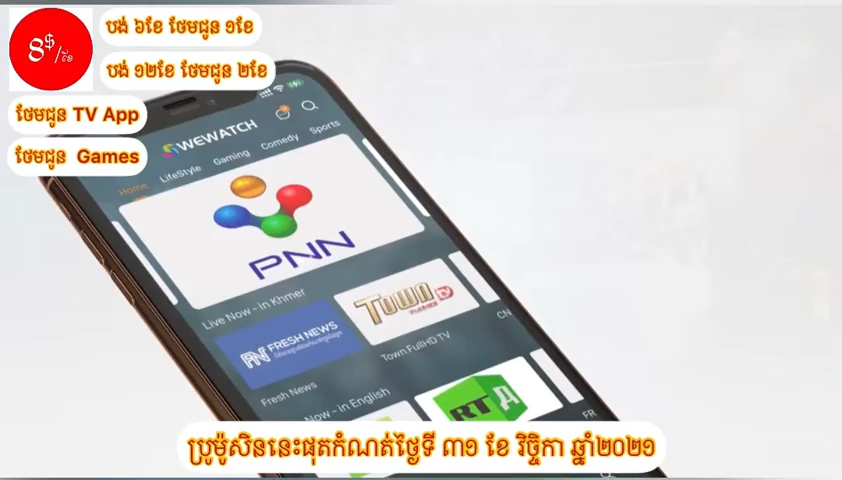 8$/ខែ
បង់ ៦ខែ ថែមជូន ១ខែ
បង់ ១២ខែ ថែមជូន ២ខែ
ថែមជូន TV App
ថែមជូន Games
WEWATCH
Home LifeStyle Gaming Comedy Sports
PNN
Live Now - in Khmer
FRESH NEWS
TOWN TV
Fresh News
Town FullHD TV
CN
Now - in English
RT
FR
ប្រូម៉ូសិននេះផុតកំណត់ថ្ងៃទី ៣១ ខែ វិច្ឆិកា ឆ្នាំ២០២១